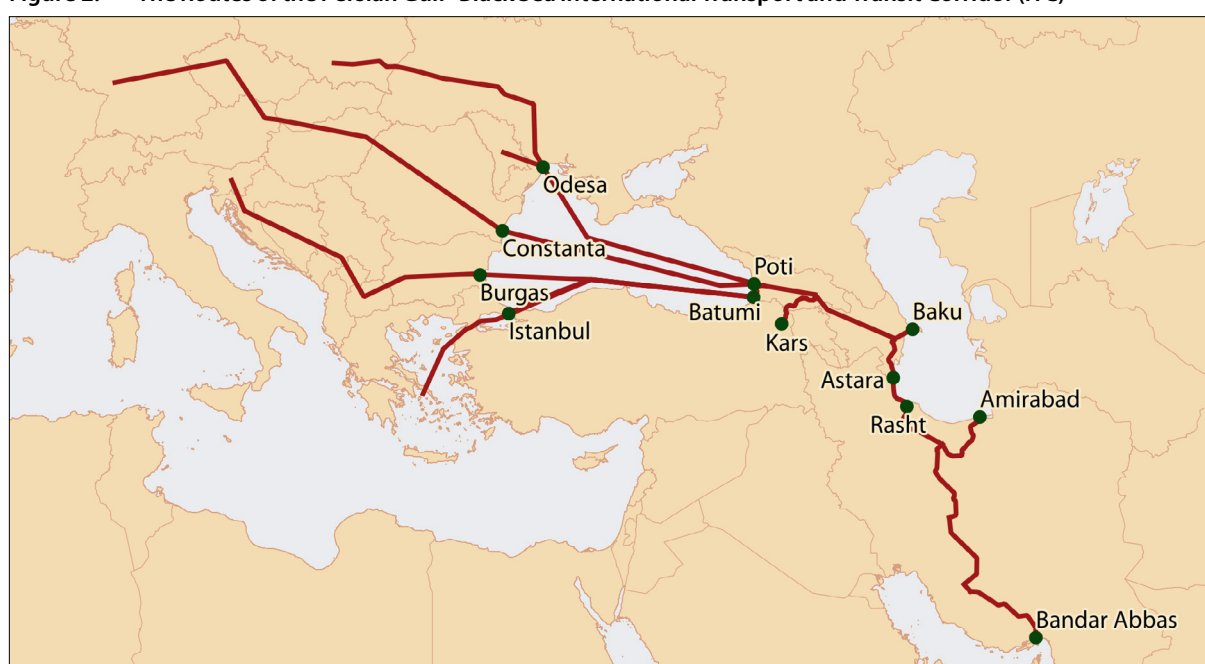 Odesa
Constanta
Poti
Burgas
Batumi
Istanbul
Baku
Kars
Astara
Amirabad
Rasht
Bandar Abbas